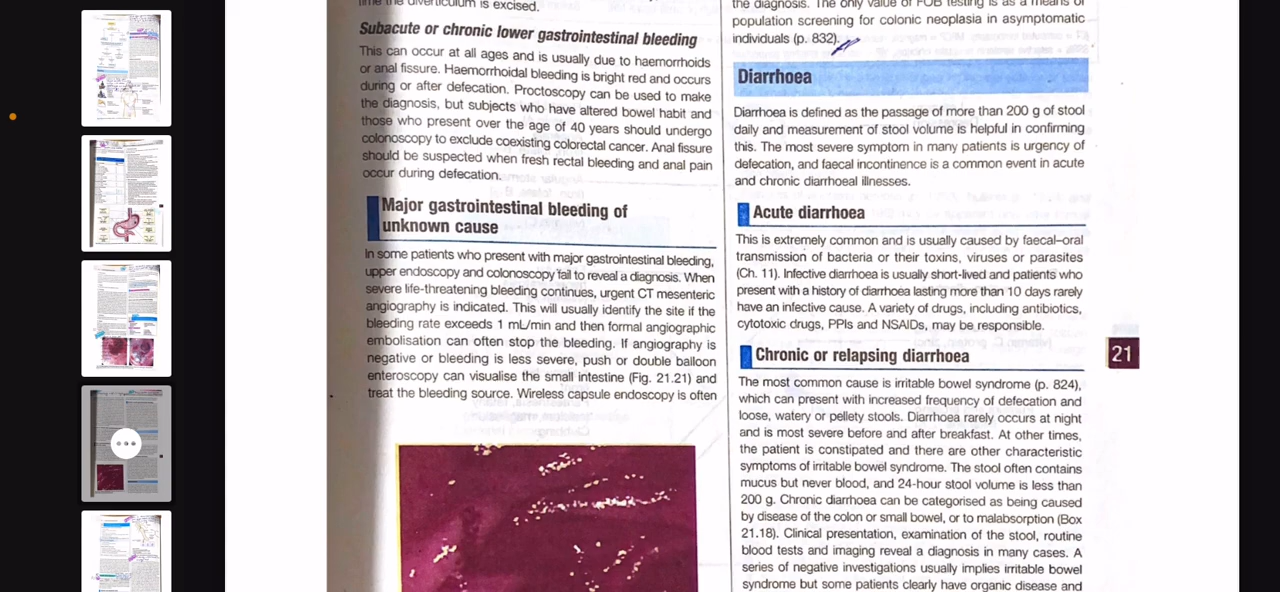 the diverticulum is excised.
Subacute or chronic lower gastrointestinal bleeding
This can occur at all ages and is usually due to haemorrhoids
or anal fissure. Haemorrhoidal bleeding is bright red and occurs
during or after defecation. Proctoscopy can be used to make
the diagnosis, but subjects who have altered bowel habit and
those who present over the age of 40 years should undergo
colonoscopy to exclude coexisting colorectal cancer. Anal fissure
should be suspected when fresh rectal bleeding and anal pain
occur during defecation.
Major gastrointestinal bleeding of
unknown cause
In some patients who present with major gastrointestinal bleeding,
upper endoscopy and colonoscopy fail to reveal a diagnosis. When
severe life-threatening bleeding continues, urgent CT mesenteric
angiography is indicated. This will usually identify the site if the
bleeding rate exceeds 1 mL/min and then formal angiographic
embolisation can often stop the bleeding. If angiography is
negative or bleeding is less severe, push or double balloon
enteroscopy can visualise the small intestine (Fig. 21.21) and
treat the bleeding source. Wireless capsule endoscopy is often
the diagnosis. The only value of FOB testing is as a means of
population screening for colonic neoplasia in asymptomatic
individuals (p. 832).
Diarrhoea
Diarrhoea is defined as the passage of more than 200 g of stool
daily and measurement of stool volume is helpful in confirming
this. The most severe symptom in many patients is urgency of
defecation, and faecal incontinence is a common event in acute
and chronic diarrhoeal illnesses.
Acute diarrhoea
This is extremely common and is usually caused by faecal–oral
transmission of bacteria or their toxins, viruses or parasites
(Ch. 11). Infective diarrhoea is usually short-lived and patients who
present with a history of diarrhoea lasting more than 10 days rarely
have an infective cause. A variety of drugs, including antibiotics,
cytotoxic drugs, PPIs and NSAIDs, may be responsible.
Chronic or relapsing diarrhoea
The most common cause is irritable bowel syndrome (p. 824),
which can present with increased frequency of defecation and
loose, watery or pellety stools. Diarrhoea rarely occurs at night
and is most severe before and after breakfast. At other times,
the patient is constipated and there are other characteristic
symptoms of irritable bowel syndrome. The stool often contains
mucus but never blood, and 24-hour stool volume is less than
200 g. Chronic diarrhoea can be categorised as being caused
by disease of the colon or small bowel, or to malabsorption (Box
21.18). Clinical presentation, examination of the stool, routine
blood tests and imaging reveal a diagnosis in many cases. A
series of negative investigations usually implies irritable bowel
syndrome but some patients clearly have organic disease and
21